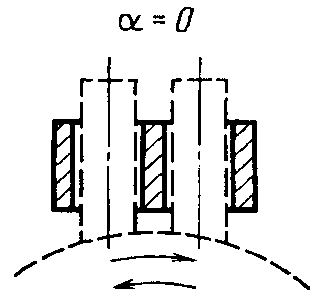 α = 0